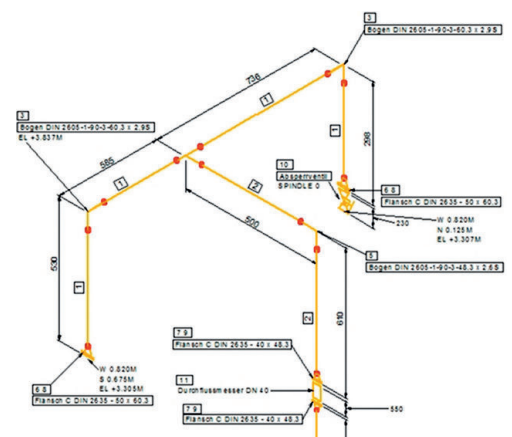 3
Bogen DIN 2605-1-90-3-60,3 x 2,9S
736
1
3
Bogen DIN 2605-1-90-3-60,3 x 2,9S
EL +3.837M
585
1
298
1
10
Absperrventil
SPINDLE 0
6 8
Flansch C DIN 2635 - 50 x 60,3
2
500
230
W 0.820M
N 0.125M
EL +3.307M
530
1
5
Bogen DIN 2605-1-90-3-48,3 x 2,6S
2
610
7 9
Flansch C DIN 2635 - 40 x 48,3
W 0.820M
S 0.675M
EL +3.305M
6 8
Flansch C DIN 2635 - 50 x 60,3
11
Durchflussmesser DN 40
7 9
Flansch C DIN 2635 - 40 x 48,3
550